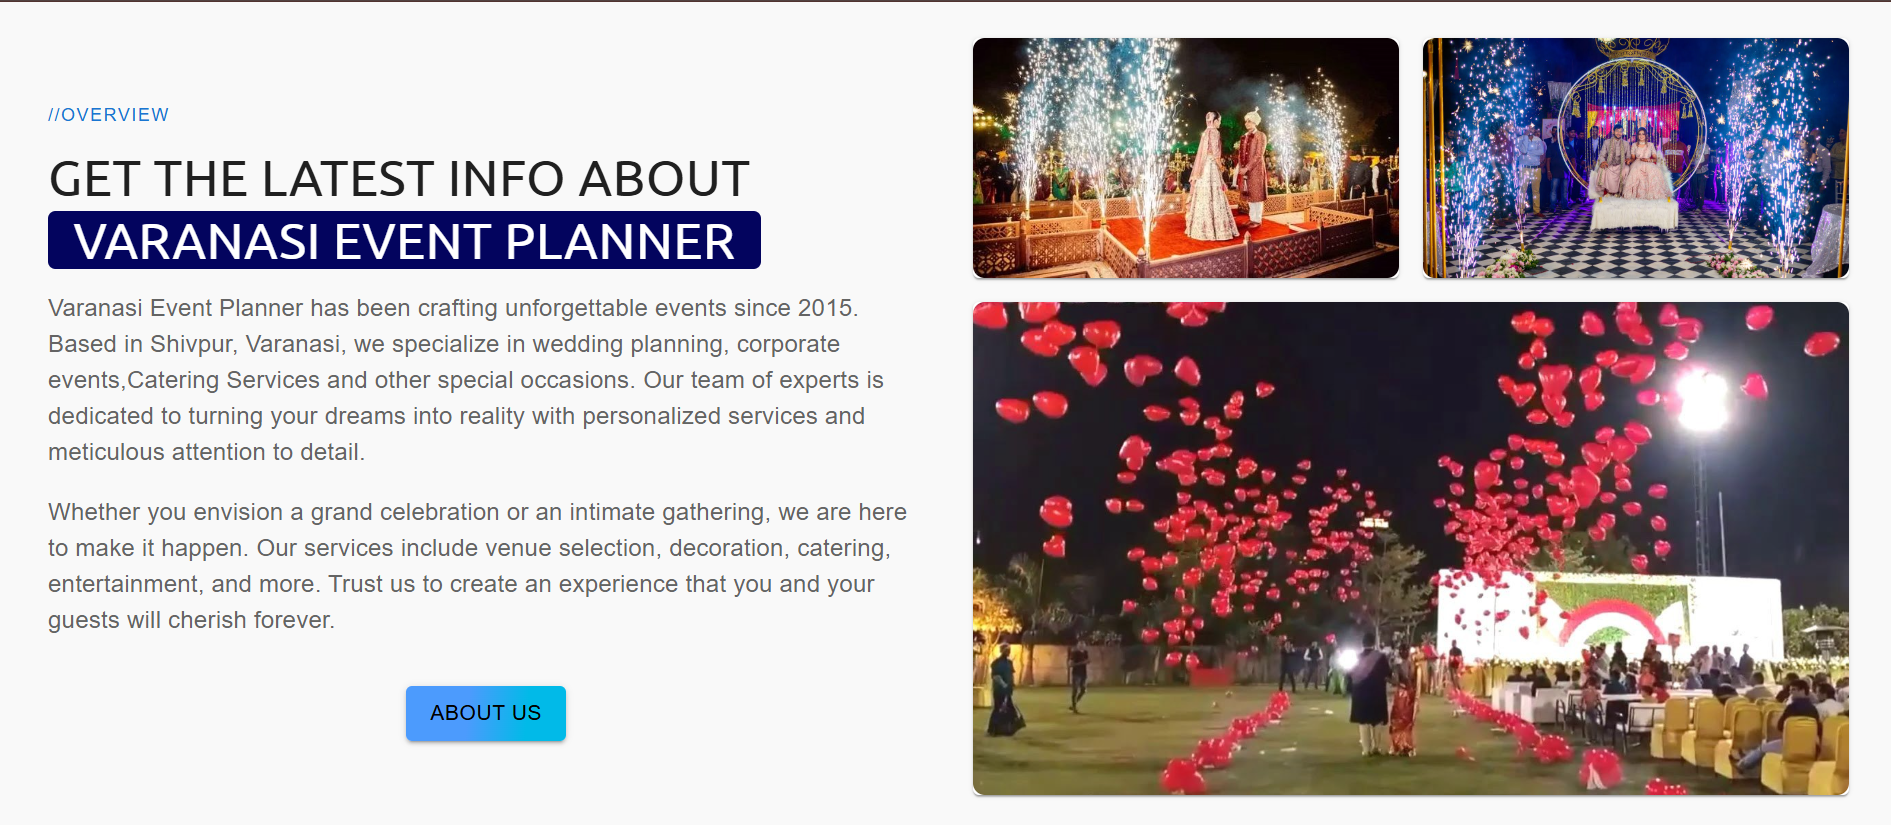 //OVERVIEW
GET THE LATEST INFO ABOUT
VARANASI EVENT PLANNER
Varanasi Event Planner has been crafting unforgettable events since 2015.
Based in Shivpur, Varanasi, we specialize in wedding planning, corporate
events,Catering Services and other special occasions. Our team of experts is
dedicated to turning your dreams into reality with personalized services and
meticulous attention to detail.
Whether you envision a grand celebration or an intimate gathering, we are here
to make it happen. Our services include venue selection, decoration, catering,
entertainment, and more. Trust us to create an experience that you and your
guests will cherish forever.
ABOUT US